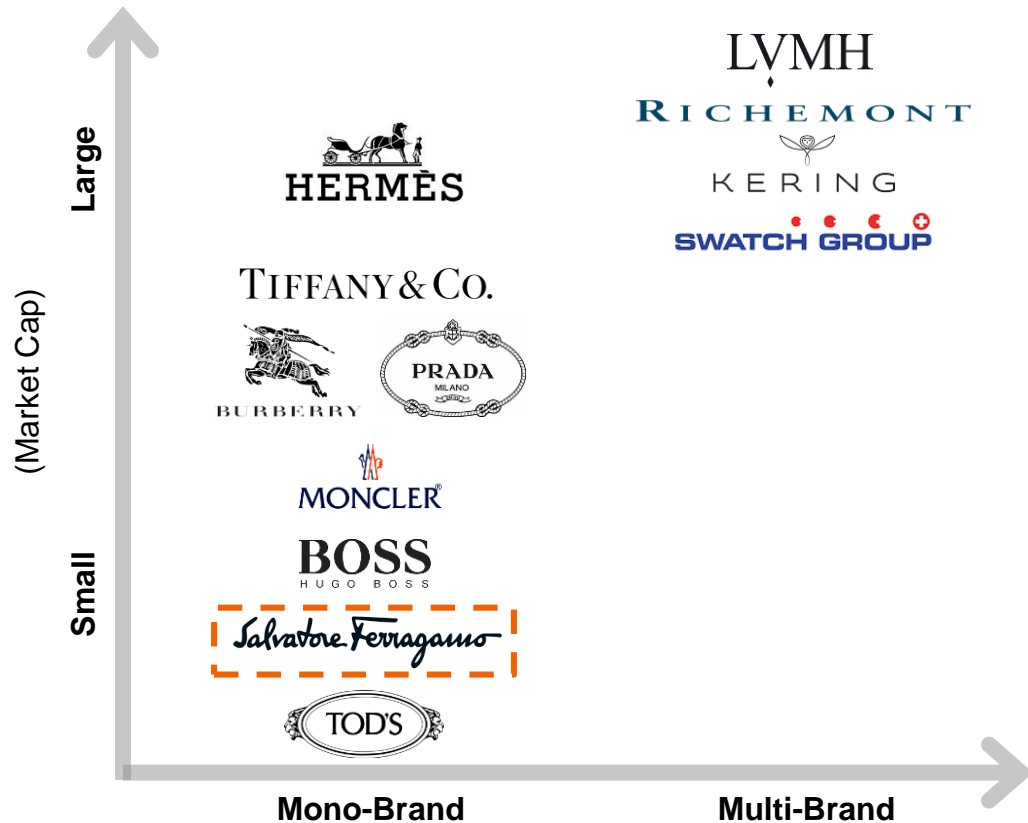 LVMH
RICHEMONT
KERING
SWATCH GROUP
Large
HERMÈS
TIFFANY & CO.
(Market Cap)
BURBERRY
PRADA
MILANO
MONCLER®
Small
BOSS
HUGO BOSS
Salvatore Ferragamo
TOD'S
Mono-Brand
Multi-Brand